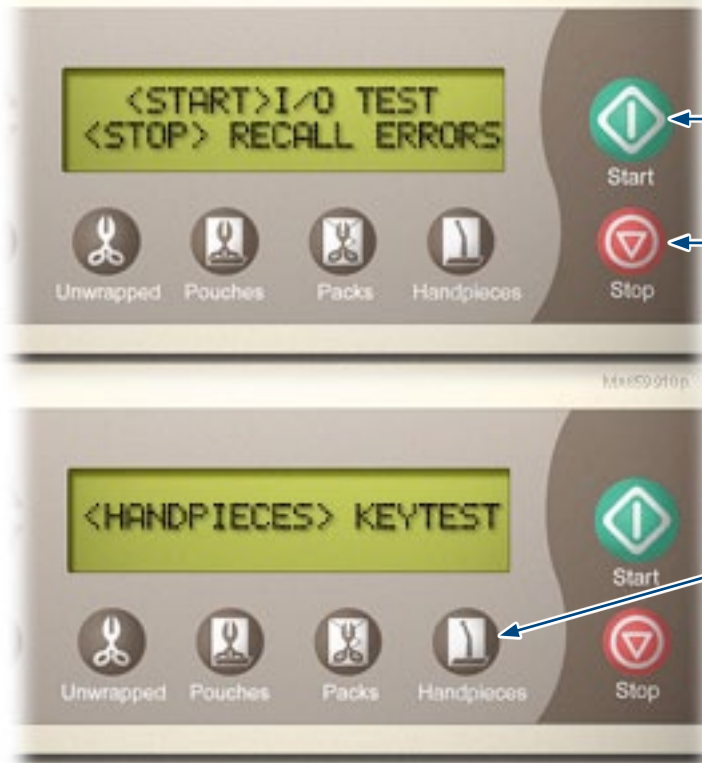 <START>I/O TEST
<STOP> RECALL ERRORS
Start
Unwrapped Pouches Packs Handpieces
Stop
<HANDPIECES> KEYTEST
Start
Unwrapped Pouches Packs Handpieces
Stop